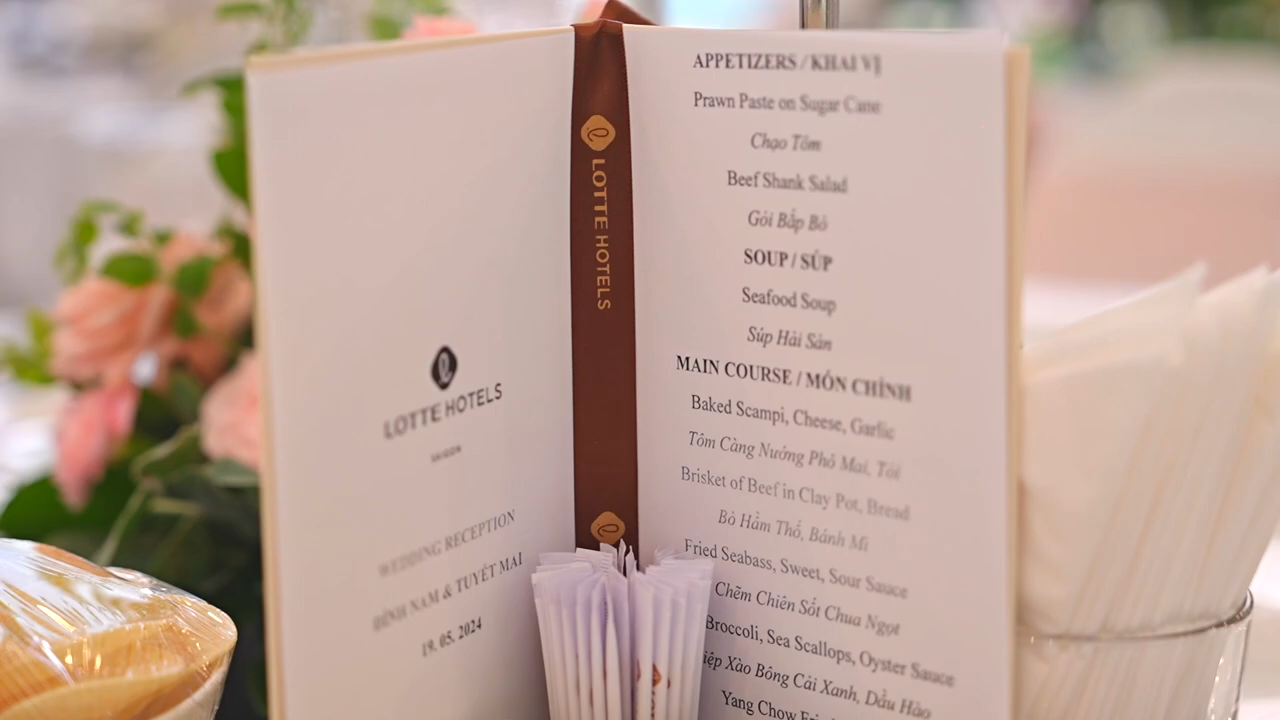 LOTTE HOTELS
SAIGON
WEDDING RECEPTION
ĐÌNH NAM & TUYẾT MAI
19. 05. 2024
LOTTE HOTELS
APPETIZERS / KHAI VỊ
Prawn Paste on Sugar Cane
Chạo Tôm
Beef Shank Salad
Gỏi Bắp Bò
SOUP / SÚP
Seafood Soup
Súp Hải Sản
MAIN COURSE / MÓN CHÍNH
Baked Scampi, Cheese, Garlic
Tôm Càng Nướng Phô Mai, Tỏi
Brisket of Beef in Clay Pot, Bread
Bò Hầm Thố, Bánh Mì
Fried Seabass, Sweet, Sour Sauce
Chẽm Chiên Sốt Chua Ngọt
Broccoli, Sea Scallops, Oyster Sauce
Xào Bông Cải Xanh, Dầu Hào
Yang Chow